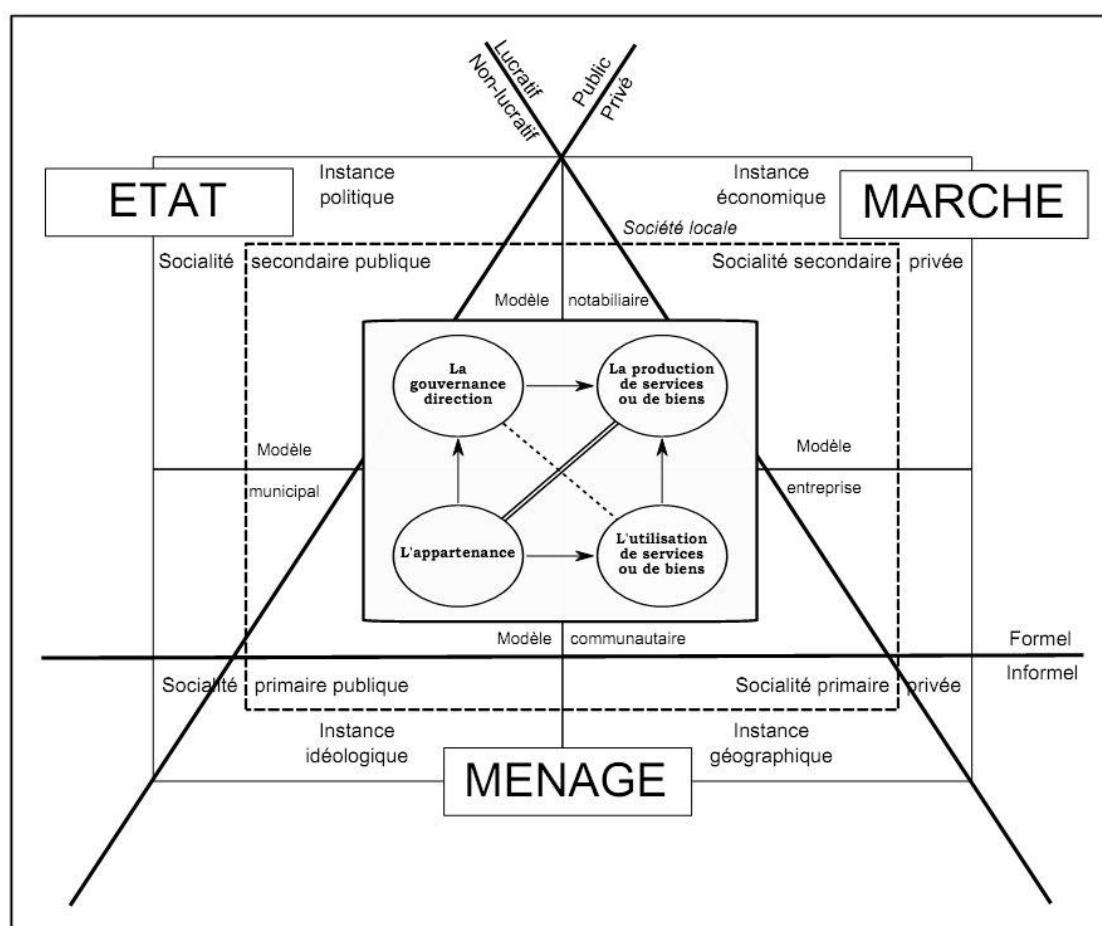 Lucratif
Non-lucratif
Public
Privé
ETAT
Instance
politique
Instance
économique
MARCHE
Société locale
Socialité secondaire publique
Socialité secondaire privée
Modèle notabiliaire
La
gouvernance
direction
La production
de services
ou de biens
Modèle
municipal
Modèle
entreprise
L'appartenance
L'utilisation
de services
ou de biens
Modèle communautaire
Formel
Informel
Socialité primaire publique
Socialité primaire privée
Instance
idéologique
Instance
géographique
MENAGE